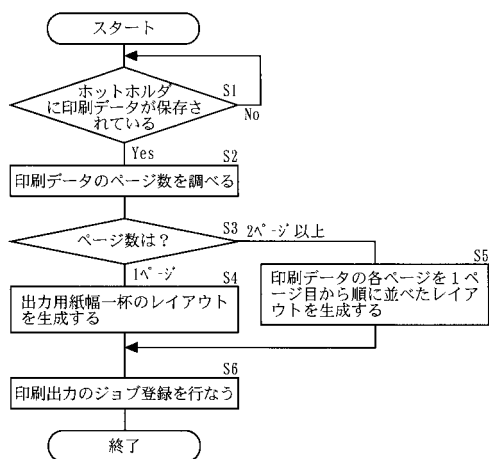 スタート
ホットホルダ
に印刷データが保存さ
れている
S1
No
Yes
S2
印刷データのページ数を調べる
S3
ページ数は？
2ページ以上
1ページ
S4
出力用紙幅一杯のレイアウト
を生成する
S5
印刷データの各ページを１ペ
ージ目から順に並べたレイア
ウトを生成する
S6
印刷出力のジョブ登録を行なう
終了